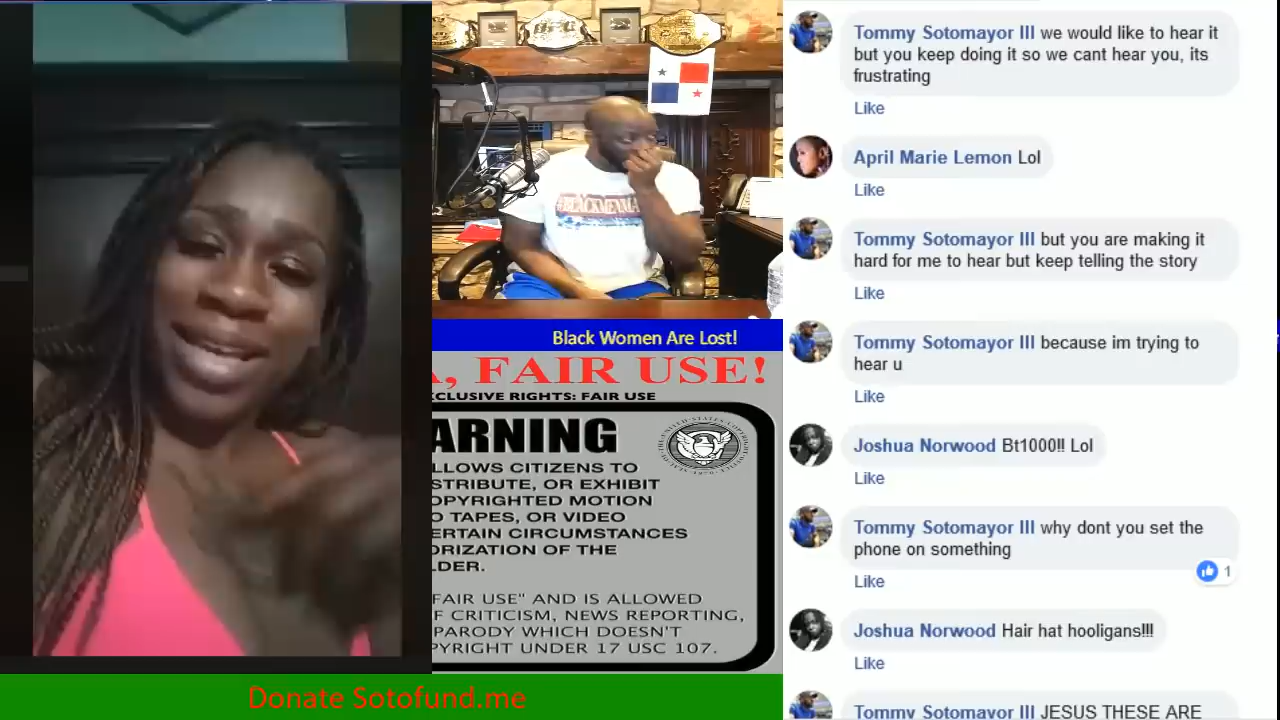 #BLACKMENMA
Black Women Are Lost!
A, FAIR USE!
XCLUSIVE RIGHTS: FAIR USE
ARNING
LLOWS CITIZENS TO
STRIBUTE, OR EXHIBIT
OPYRIGHTED MOTION
O TAPES, OR VIDEO
ERTAIN CIRCUMSTANCES
ORIZATION OF THE
LDER.
FAIR USE" AND IS ALLOWED
F CRITICISM, NEWS REPORTING,
PARODY WHICH DOESN'T
PYRIGHT UNDER 17 USC 107.
Donate Sotofund.me
Tommy Sotomayor III we would like to hear it
but you keep doing it so we cant hear you, its
frustrating
Like
April Marie Lemon Lol
Like
Tommy Sotomayor III but you are making it
hard for me to hear but keep telling the story
Like
Tommy Sotomayor III because im trying to
hear u
Like
Joshua Norwood Bt1000!! Lol
Like
Tommy Sotomayor III why dont you set the
phone on something
1
Like
Joshua Norwood Hair hat hooligans!!!
Like
Tommy Sotomayor III JESUS THESE ARE